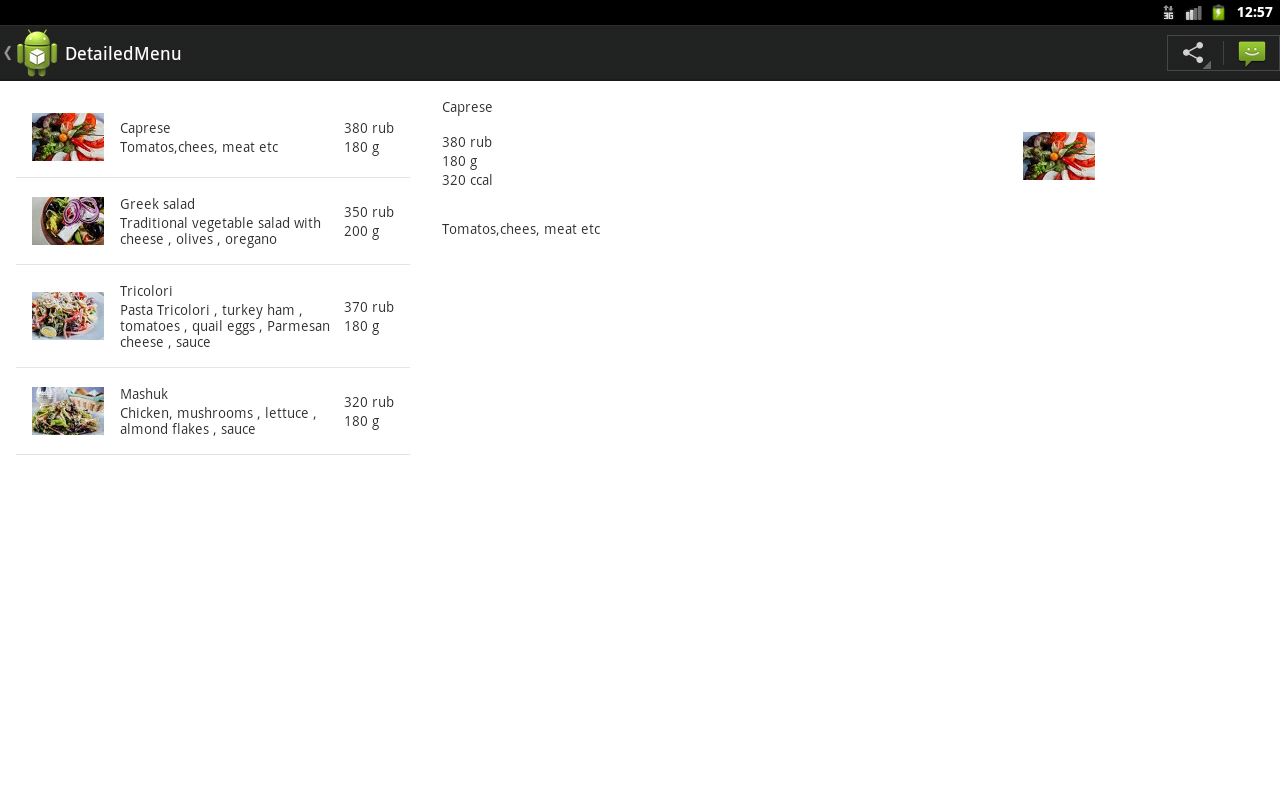 3G 12:57
DetailedMenu
Caprese
Tomatos,chees, meat etc
380 rub
180 g
Greek salad
Traditional vegetable salad with
cheese , olives , oregano
350 rub
200 g
Tricolori
Pasta Tricolori , turkey ham ,
tomatoes , quail eggs , Parmesan
cheese , sauce
370 rub
180 g
Mashuk
Chicken, mushrooms , lettuce ,
almond flakes , sauce
320 rub
180 g
Caprese
380 rub
180 g
320 ccal
Tomatos,chees, meat etc